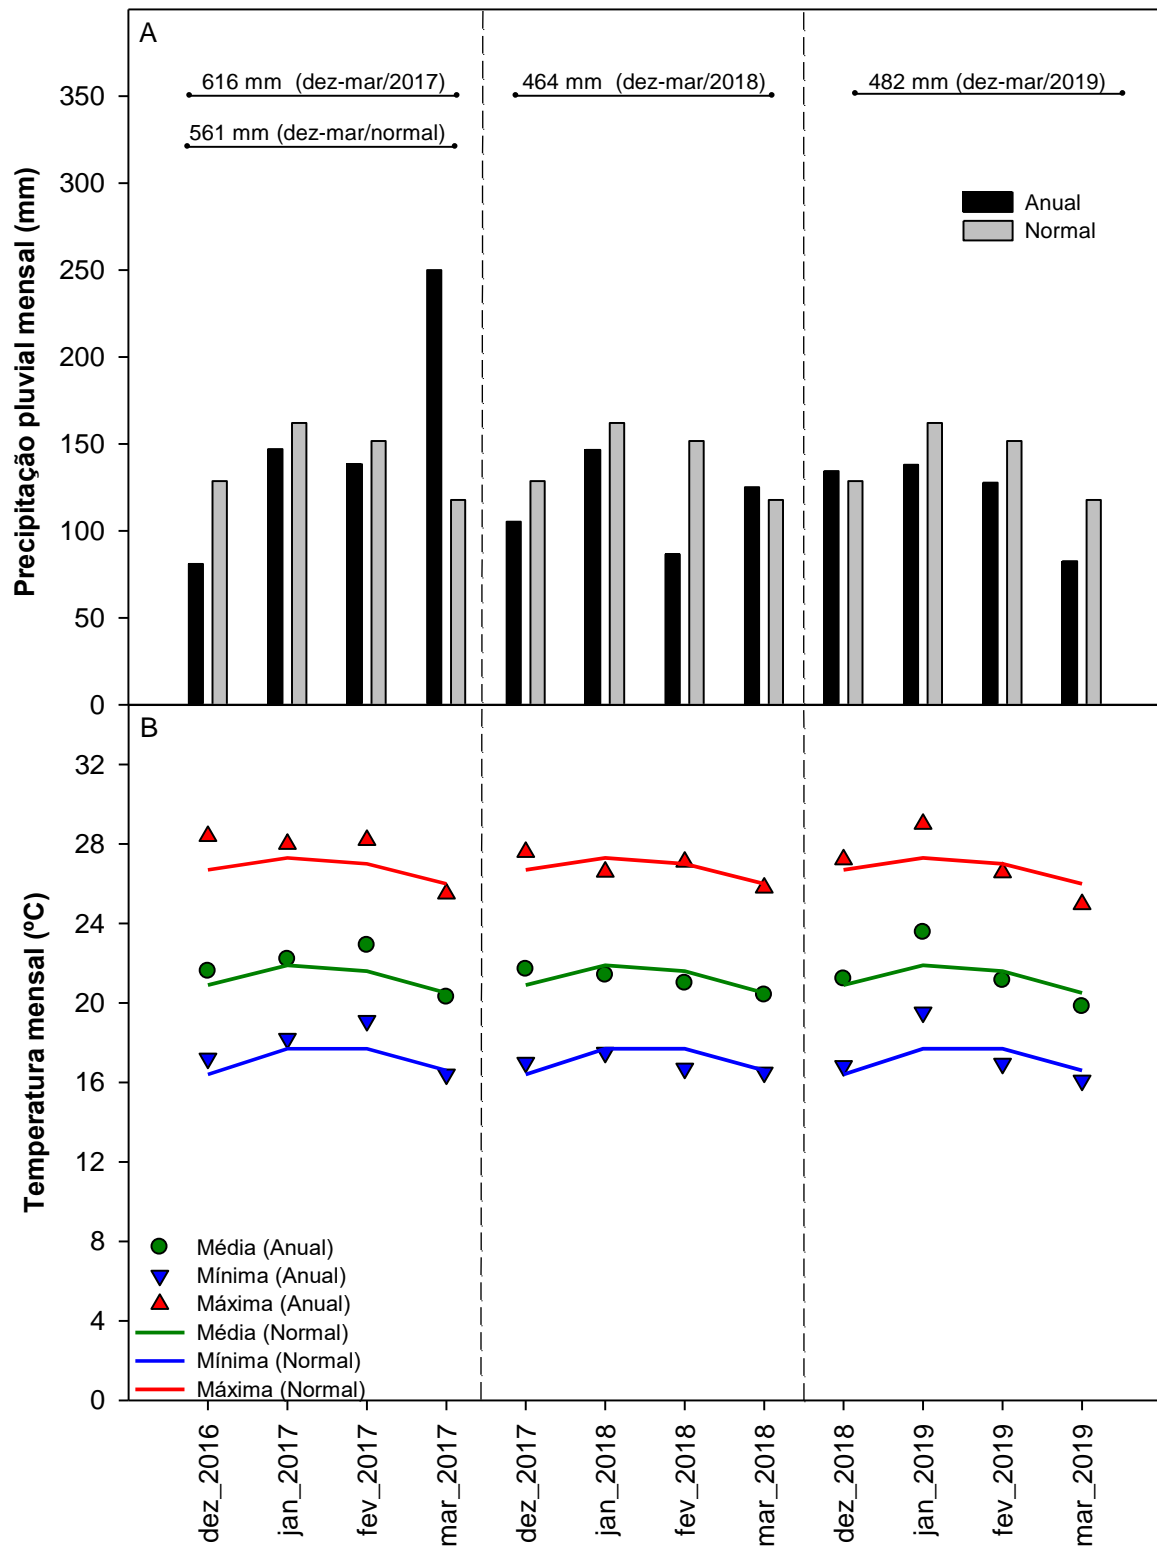 A
616 mm (dez-mar/2017)
464 mm (dez-mar/2018)
482 mm (dez-mar/2019)
561 mm (dez-mar/normal)
Anual
Normal
Precipitação pluvial mensal (mm)
350
300
250
200
150
100
50
0
B
Temperatura mensal (ºC)
32
28
24
20
16
12
8
4
0
Média (Anual)
Mínima (Anual)
Máxima (Anual)
Média (Normal)
Mínima (Normal)
Máxima (Normal)
dez_2016
jan_2017
fev_2017
mar_2017
dez_2017
jan_2018
fev_2018
mar_2018
dez_2018
jan_2019
fev_2019
mar_2019